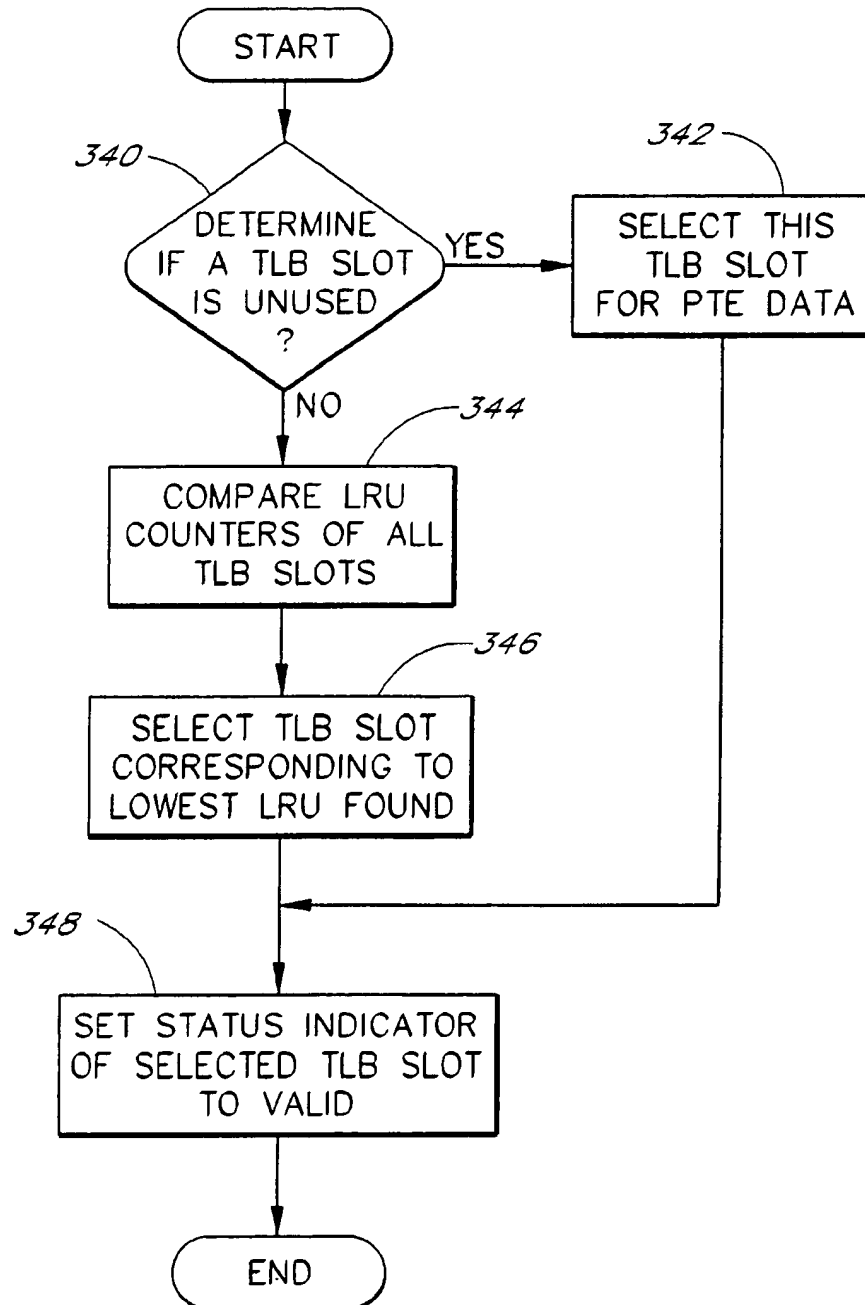 START
340
DETERMINE
IF A TLB SLOT
IS UNUSED
?
YES
342
SELECT THIS
TLB SLOT
FOR PTE DATA
NO
344
COMPARE LRU
COUNTERS OF ALL
TLB SLOTS
346
SELECT TLB SLOT
CORRESPONDING TO
LOWEST LRU FOUND
348
SET STATUS INDICATOR
OF SELECTED TLB SLOT
TO VALID
END